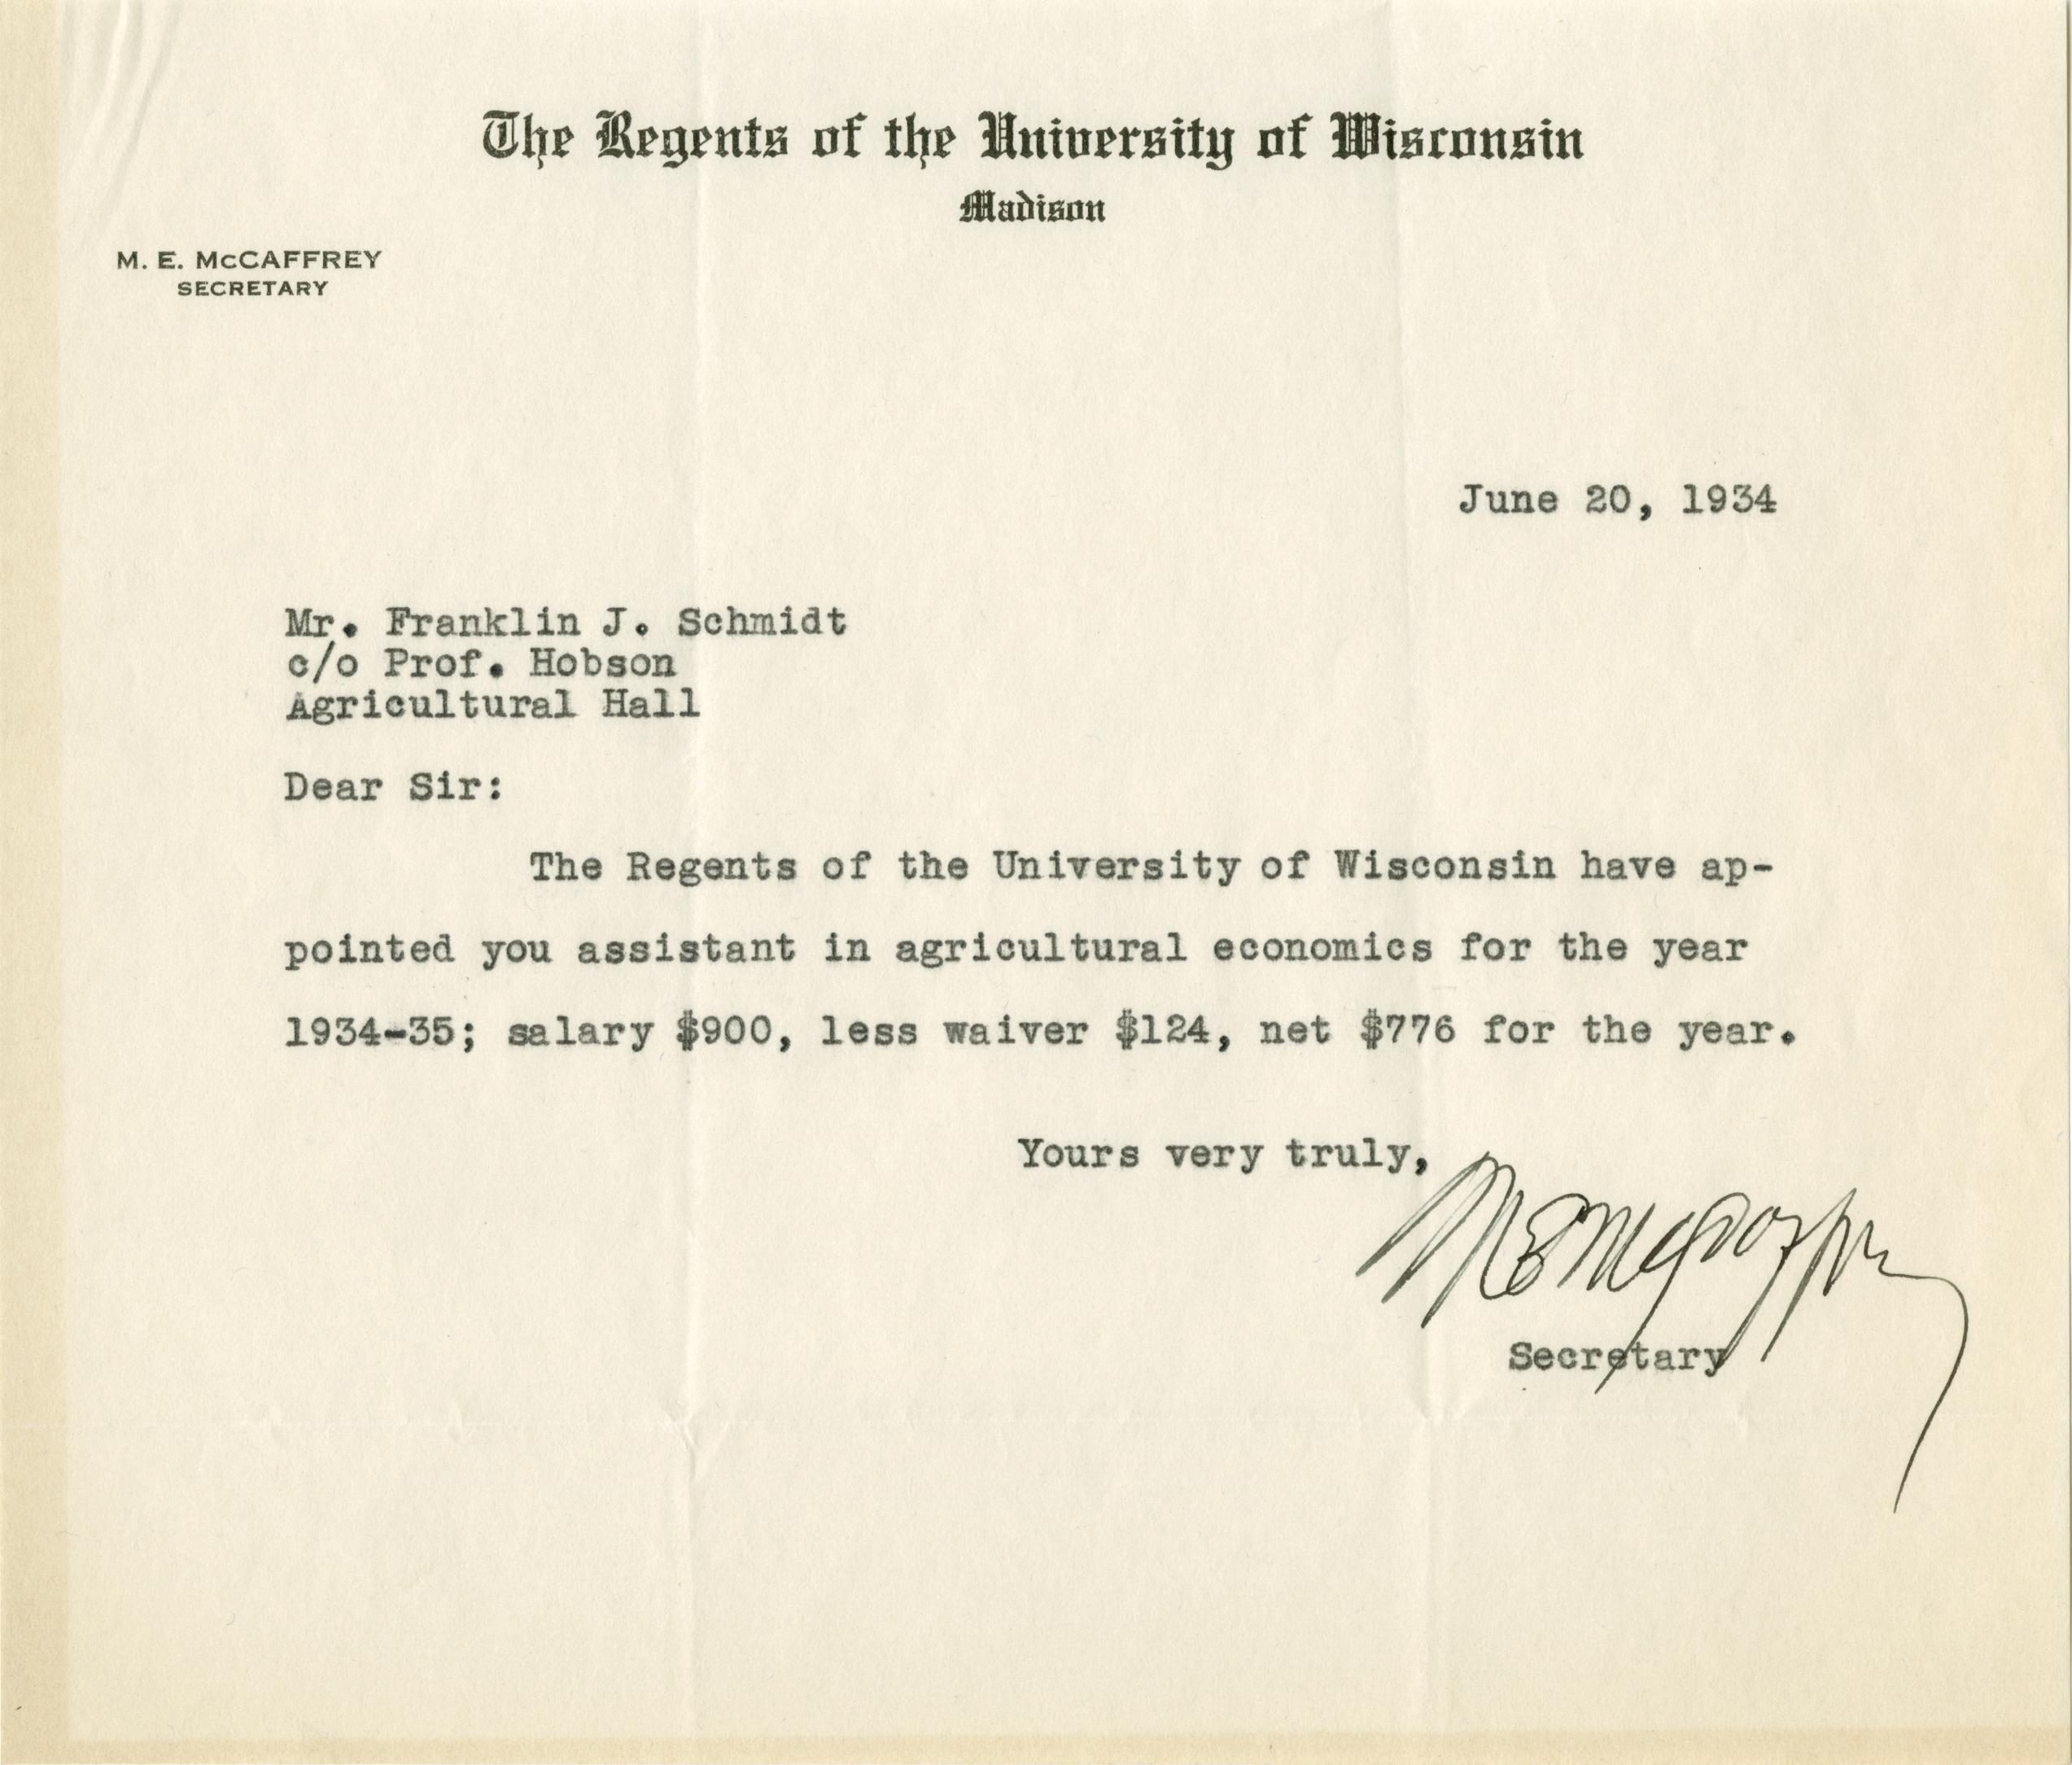 The Regents of the University of Wisconsin
Madison
M. E. McCAFFREY
SECRETARY
June 20, 1934
Mr. Franklin J. Schmidt
c/o Prof. Hobson
Agricultural Hall
Dear Sir:
The Regents of the University of Wisconsin have ap-
pointed you assistant in agricultural economics for the year
1934-35; salary $900, less waiver $124, net $776 for the year.
Yours very truly,
M E McCaffrey
Secretary